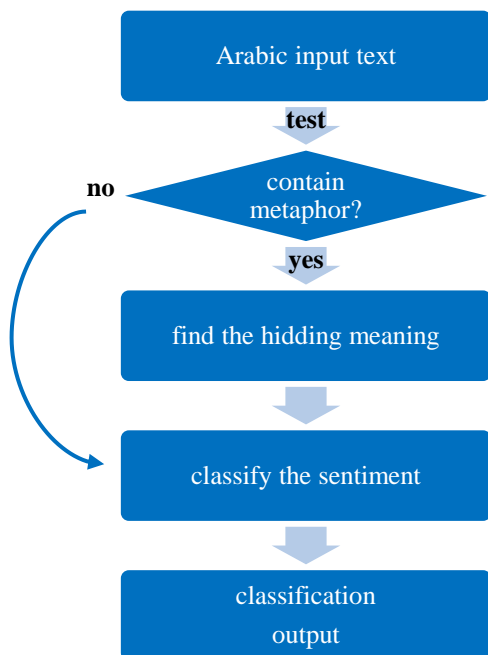 Arabic input text
test
contain
metaphor?
no
yes
find the hidding meaning
classify the sentiment
classification
output